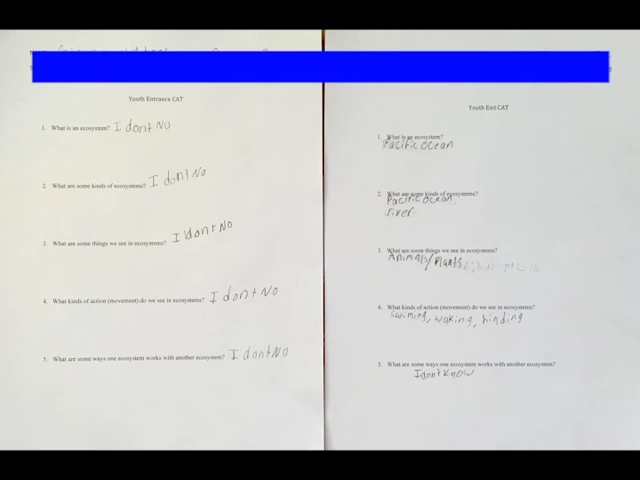 Youth Entrance CAT
1. What is an ecosystem? I dont NO
2. What are some kinds of ecosystems? I dont NO
3. What are some things we see in ecosystems? I dont NO
4. What kinds of action (movement) do we see in ecosystems? I dont NO
5. What are some ways one ecosystem works with another ecosystem? I dont NO
Youth Exit CAT
1. What is an ecosystem?
Pacific Ocean
2. What are some kinds of ecosystems?
Pacific Ocean,
river
3. What are some things we see in ecosystems?
Animals/Plants
4. What kinds of action (movement) do we see in ecosystems?
swiming, waking, hinding
5. What are some ways one ecosystem works with another ecosystem?
I dont know